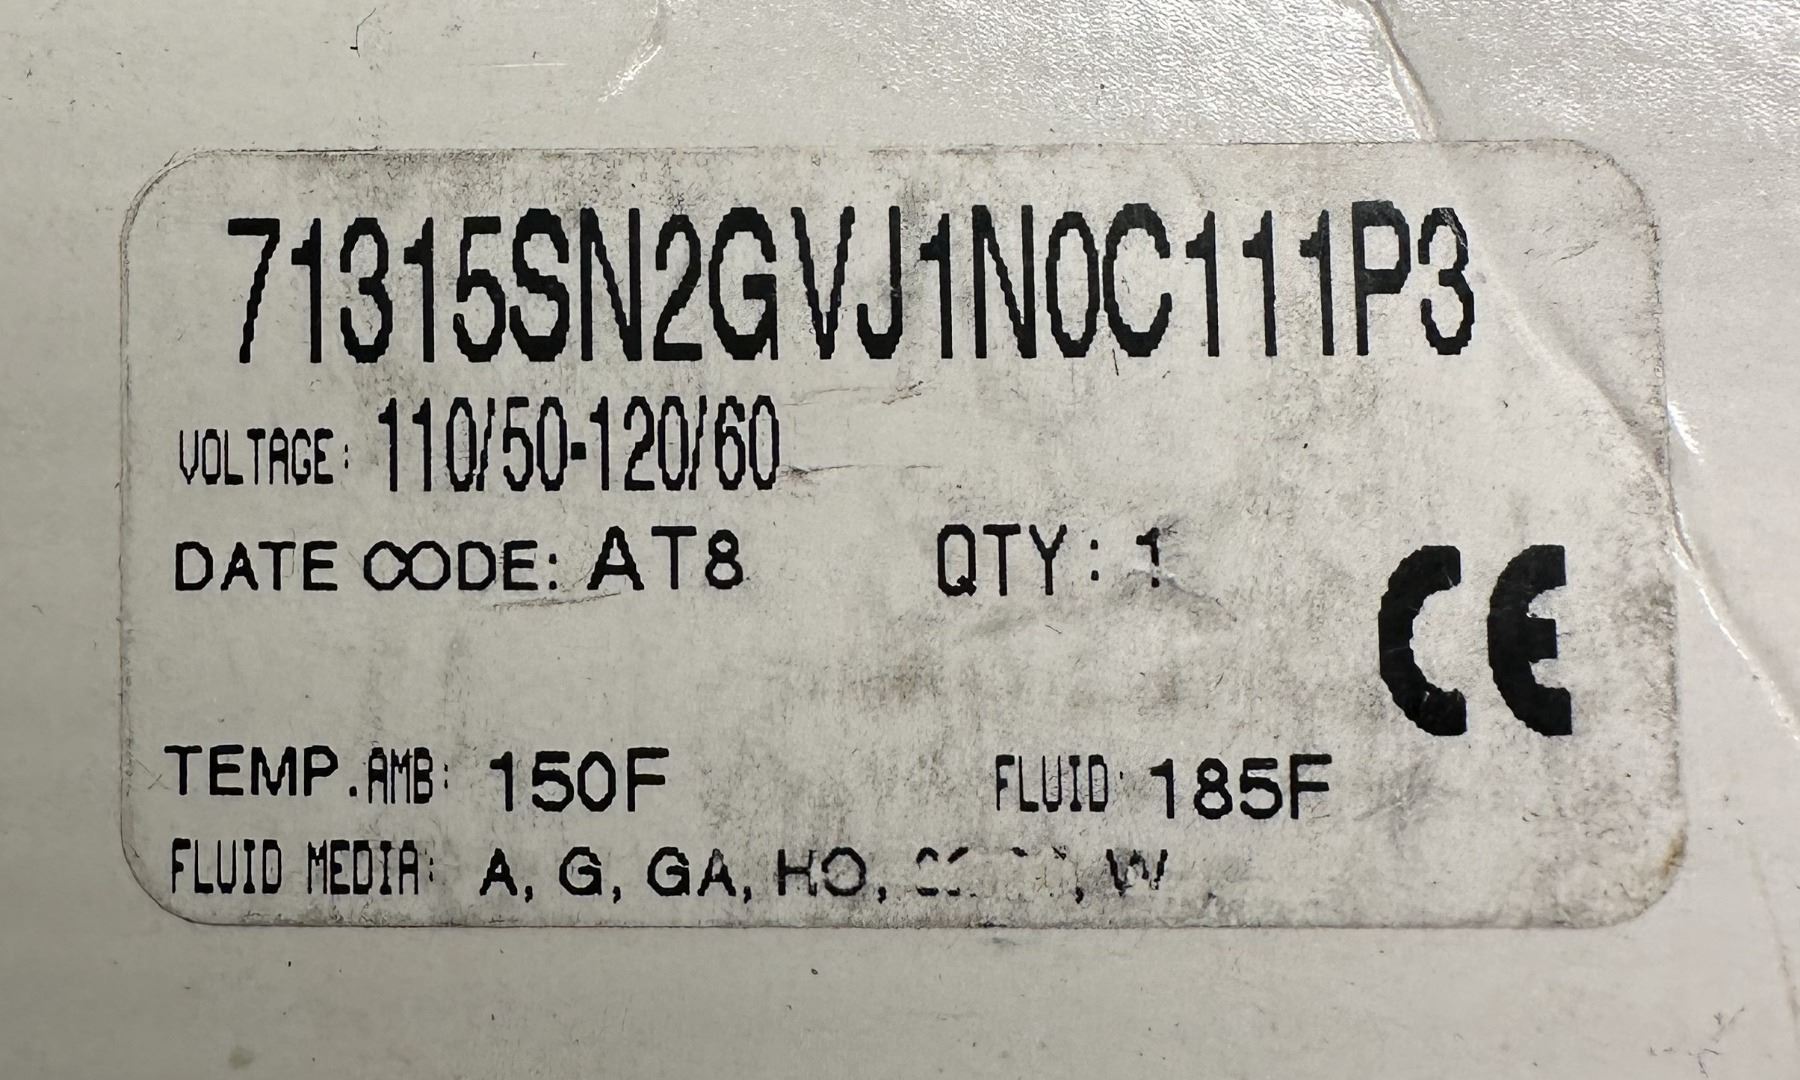 71315SN2GVJ1N0C111P3
VOLTAGE: 110/50-120/60
DATE CODE: AT8 QTY: 1
CE
TEMP.AMB: 150F FLUID: 185F
FLUID MEDIA: A, G, GA, HO, , W